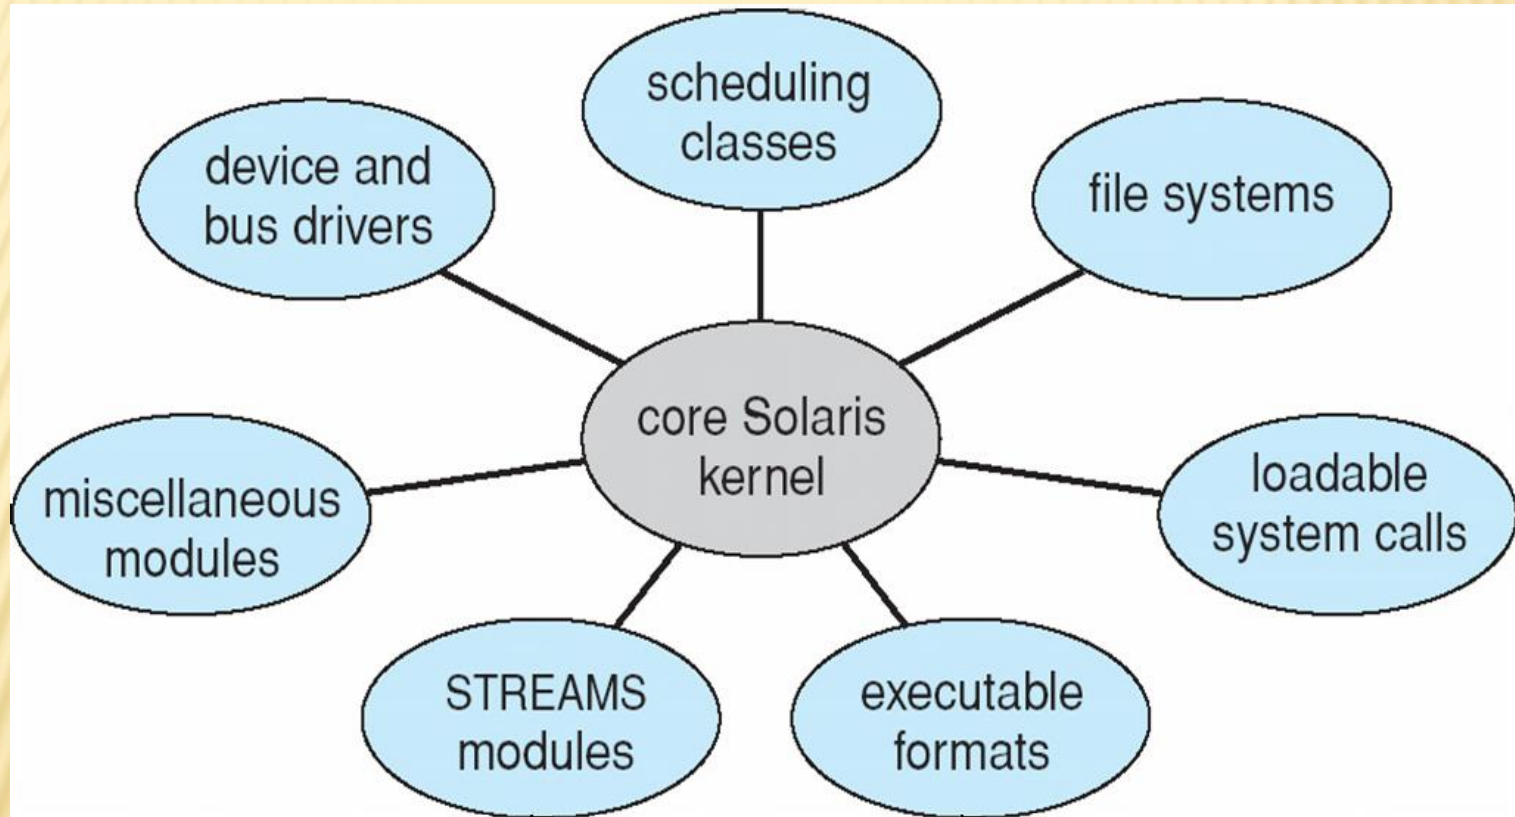 scheduling
classes
device and
bus drivers
file systems
core Solaris
kernel
miscellaneous
modules
loadable
system calls
STREAMS
modules
executable
formats